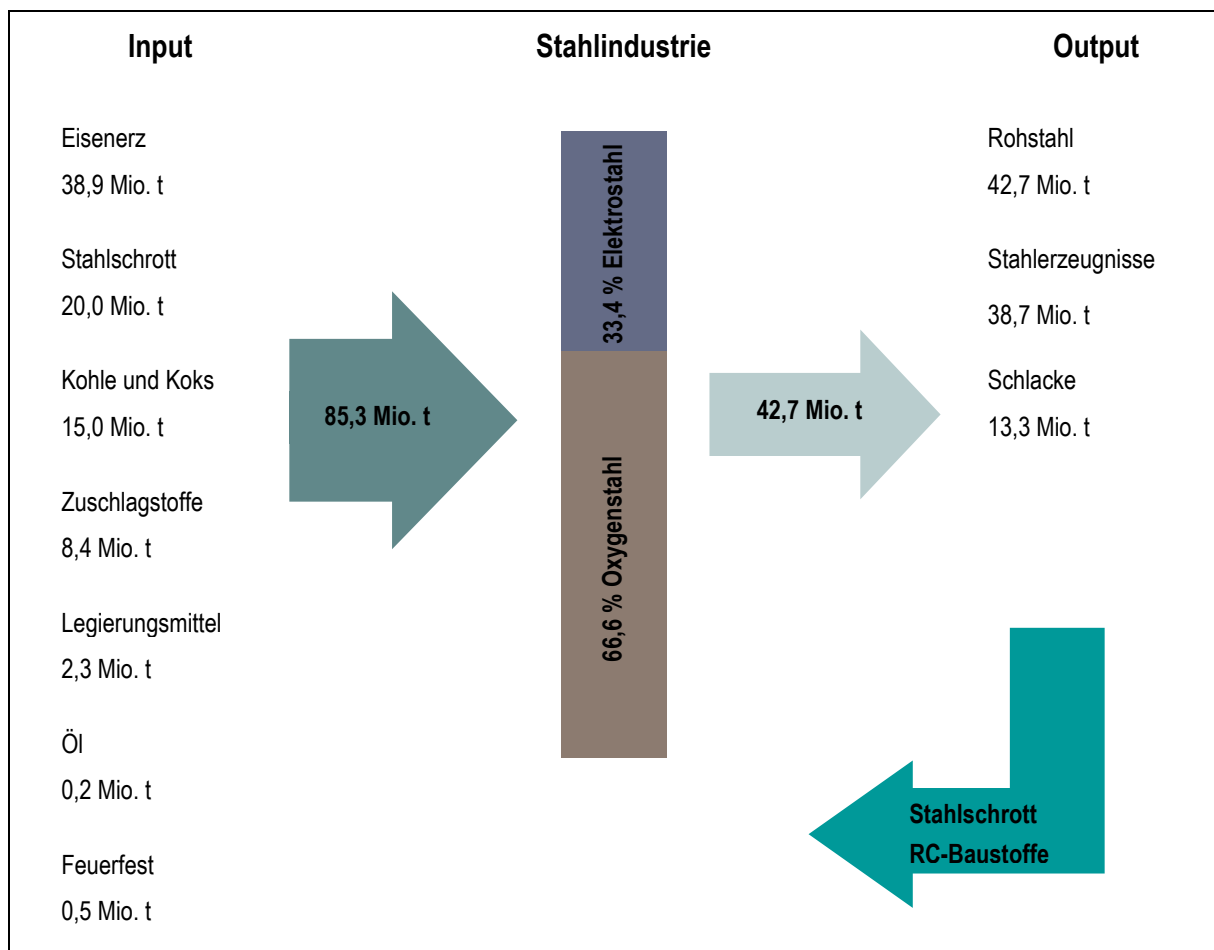 Input
Stahlindustrie
Output
Eisenerz
38,9 Mio. t
Stahlschrott
20,0 Mio. t
Kohle und Koks
15,0 Mio. t
Zuschlagstoffe
8,4 Mio. t
Legierungsmittel
2,3 Mio. t
Öl
0,2 Mio. t
Feuerfest
0,5 Mio. t
85,3 Mio. t
33,4 % Elektrostahl
66,6 % Oxygenstahl
42,7 Mio. t
Rohstahl
42,7 Mio. t
Stahlerzeugnisse
38,7 Mio. t
Schlacke
13,3 Mio. t
Stahlschrott
RC-Baustoffe